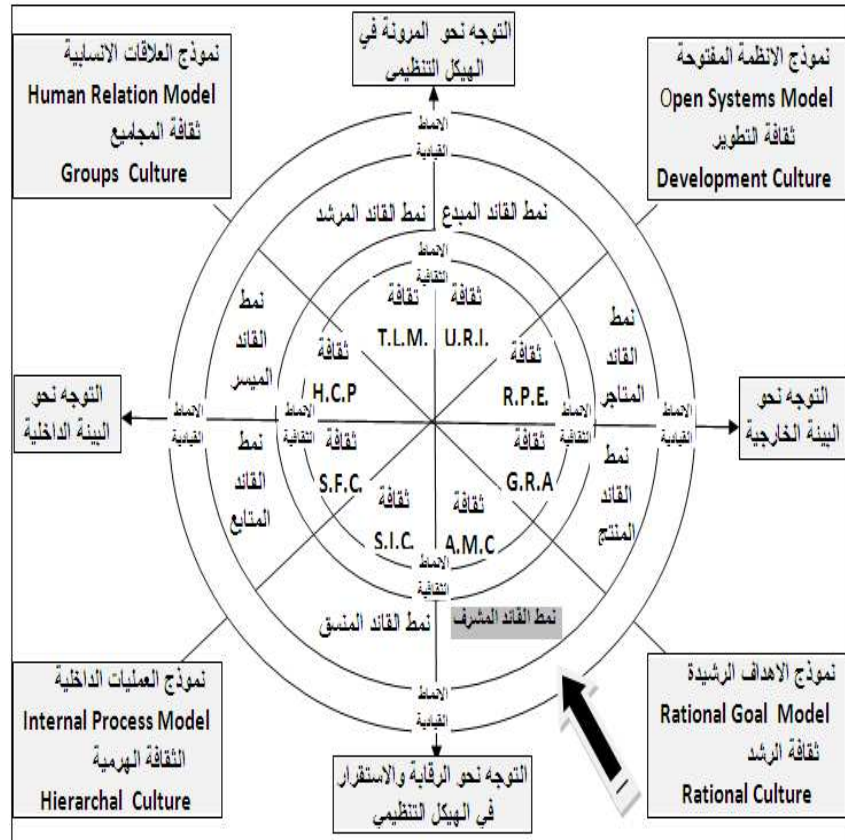 التوجه نحو المرونة في
الهيكل التنظيمي
نموذج العلاقات الانسانية
Human Relation Model
ثقافة المجاميع
Groups Culture
نموذج الانظمة المفتوحة
Open Systems Model
ثقافة التطوير
Development Culture
الانماط
القيادية
نمط القائد المرشد
نمط القائد المبدع
الانماط
الثقافية
نمط
القائد
الميسر
ثقافة
T.L.M.
ثقافة
U.R.I.
نمط
القائد
المتاجر
ثقافة
H.C.P
ثقافة
R.P.E.
التوجه نحو
البيئة الداخلية
الانماط
القيادية
الانماط
الثقافية
الانماط
الثقافية
الانماط
القيادية
التوجه نحو
البيئة الخارجية
نمط
القائد
المتابع
ثقافة
S.F.C.
ثقافة
G.R.A
نمط
القائد
المنتج
ثقافة
S.I.C.
ثقافة
A.M.C
الانماط
الثقافية
نمط القائد المنسق
نمط القائد المشرف
الانماط
القيادية
نموذج العمليات الداخلية
Internal Process Model
الثقافة الهرمية
Hierarchal Culture
نموذج الاهداف الرشيدة
Rational Goal Model
ثقافة الرشد
Rational Culture
التوجه نحو الرقابة والاستقرار
في الهيكل التنظيمي